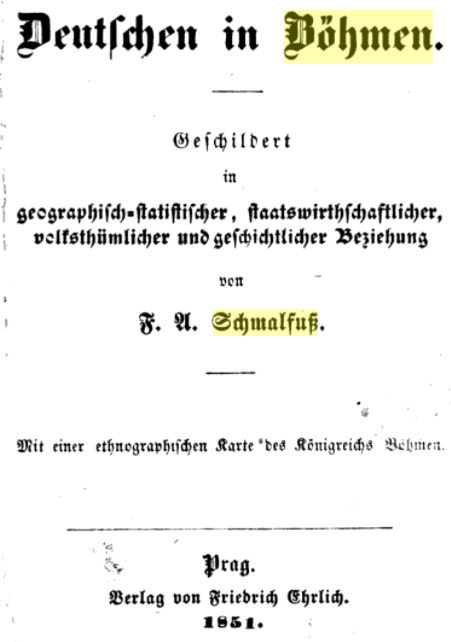 Deutschen in Böhmen.
Geschildert
in
geographisch-statistischer, staatswirthschaftlicher,
volksthümlicher und geschichtlicher Beziehung
von
F. A. Schmalfuß.
Mit einer ethnographischen Karte des Königreichs Böhmen.
Prag.
Verlag von Friedrich Ehrlich.
1851.